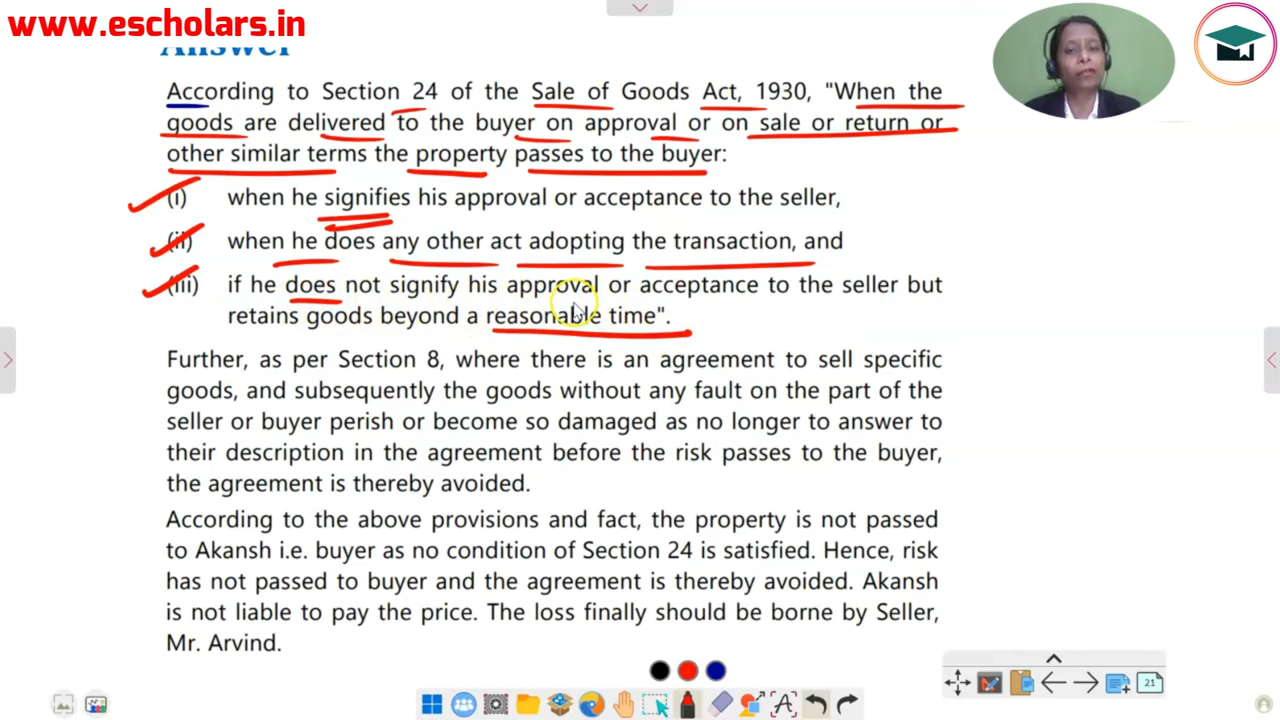 www.escholars.in
Answer
According to Section 24 of the Sale of Goods Act, 1930, "When the
goods are delivered to the buyer on approval or on sale or return or
other similar terms the property passes to the buyer:
(i) when he signifies his approval or acceptance to the seller,
(ii) when he does any other act adopting the transaction, and
(iii) if he does not signify his approval or acceptance to the seller but
retains goods beyond a reasonable time".
Further, as per Section 8, where there is an agreement to sell specific
goods, and subsequently the goods without any fault on the part of the
seller or buyer perish or become so damaged as no longer to answer to
their description in the agreement before the risk passes to the buyer,
the agreement is thereby avoided.
According to the above provisions and fact, the property is not passed
to Akansh i.e. buyer as no condition of Section 24 is satisfied. Hence, risk
has not passed to buyer and the agreement is thereby avoided. Akansh
is not liable to pay the price. The loss finally should be borne by Seller,
Mr. Arvind.
21